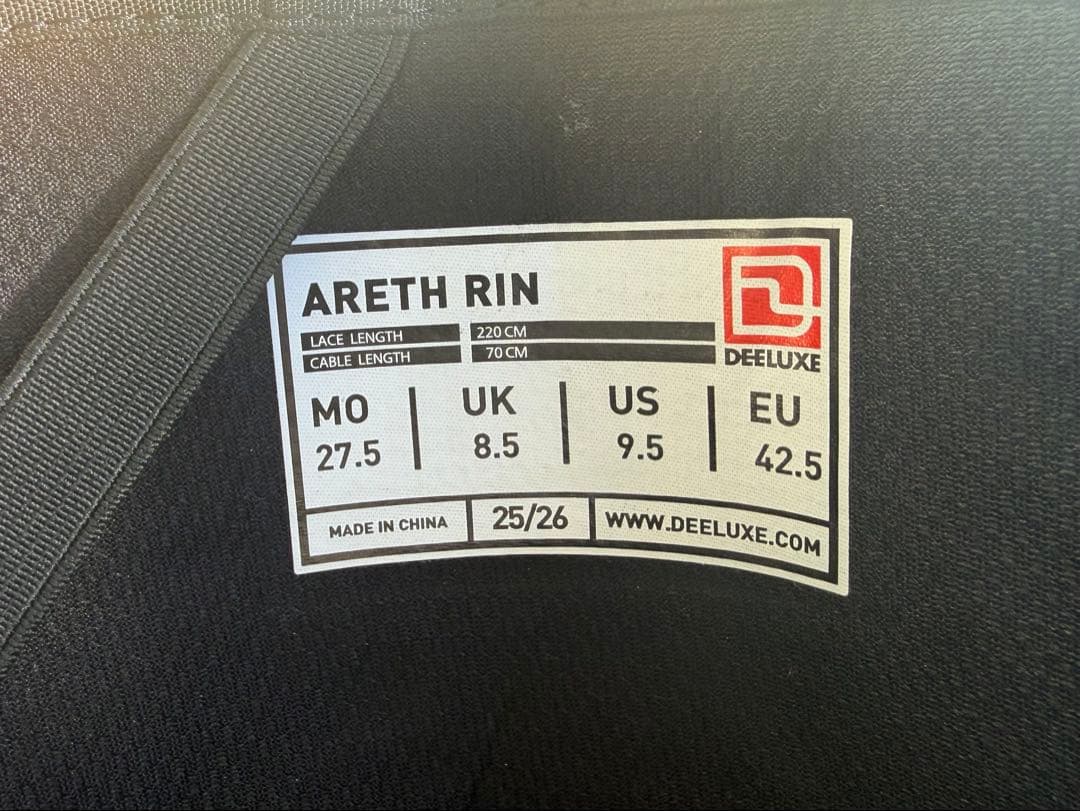 ARETH RIN
LACE LENGTH 220 CM
CABLE LENGTH 70 CM
DEELUXE
MO UK US EU
27.5 8.5 9.5 42.5
MADE IN CHINA 25/26 WWW.DEELUXE.COM